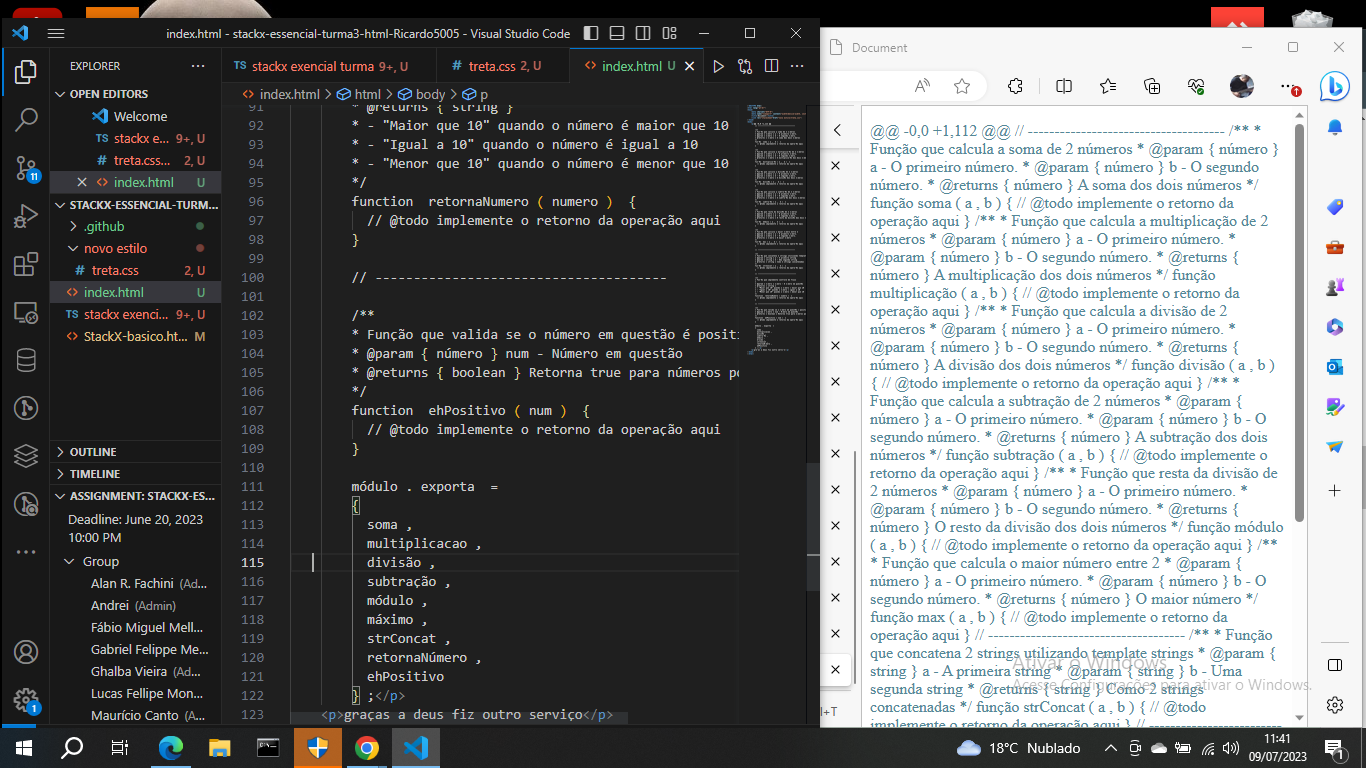 index.html - stackx-essencial-turma3-html-Ricardo5005 - Visual Studio Code
EXPLORER
OPEN EDITORS
Welcome
stackx e... 9+, U
treta.css... 2, U
index.html U
STACKX-ESSENCIAL-TURM...
.github
novo estilo
treta.css 2, U
index.html U
stackx exenci... 9+, U
StackX-basico.ht... M
OUTLINE
TIMELINE
ASSIGNMENT: STACKX-ES...
Deadline: June 20, 2023
10:00 PM
Group
Alan R. Fachini (Ad...
Andrei (Admin)
Fábio Miguel Mell...
Gabriel Felippe Me...
Ghalba Vieira (Ad...
Lucas Fellipe Mon...
Maurício Canto (Ad...
11
1
TS stackx exencial turma 9+, U
# treta.css 2, U
<> index.html U
index.html > html > body > p
91 * @returns { string }
92 * - "Maior que 10" quando o número é maior que 10
93 * - "Igual a 10" quando o número é igual a 10
94 * - "Menor que 10" quando o número é menor que 10
95 */
96 function  retornaNumero ( numero )  {
97 // @todo implemente o retorno da operação aqui
98 }
99
100 // --------------------------------------
101
102 /**
103 * Função que valida se o número em questão é positi
104 * @param { número } num - Número em questão
105 * @returns { boolean } Retorna true para números po
106 */
107 function  ehPositivo ( num )  {
108 // @todo implemente o retorno da operação aqui
109 }
110
111 módulo . exporta  =
112 {
113 soma ,
114 multiplicacao ,
115 divisão ,
116 subtração ,
117 módulo ,
118 máximo ,
119 strConcat ,
120 retornaNúmero ,
121 ehPositivo
122 } ;</p>
123 <p>graças a deus fiz outro serviço</p>
Document
@@ -0,0 +1,112 @@ // -------------------------------------- /** *
Função que calcula a soma de 2 números * @param { número }
a - O primeiro número. * @param { número } b - O segundo
número. * @returns { número } A soma dos dois números */
função soma ( a , b ) { // @todo implemente o retorno da
operação aqui } /** * Função que calcula a multiplicação de 2
números * @param { número } a - O primeiro número. *
@param { número } b - O segundo número. * @returns {
número } A multiplicação dos dois números */ função
multiplicação ( a , b ) { // @todo implemente o retorno da
operação aqui } /** * Função que calcula a divisão de 2
números * @param { número } a - O primeiro número. *
@param { número } b - O segundo número. * @returns {
número } A divisão dos dois números */ função divisão ( a , b )
{ // @todo implemente o retorno da operação aqui } /** *
Função que calcula a subtração de 2 números * @param {
número } a - O primeiro número. * @param { número } b - O
segundo número. * @returns { número } A subtração dos dois
números */ função subtração ( a , b ) { // @todo implemente o
retorno da operação aqui } /** * Função que resta da divisão de
2 números * @param { número } a - O primeiro número. *
@param { número } b - O segundo número. * @returns {
número } O resto da divisão dos dois números */ função módulo
( a , b ) { // @todo implemente o retorno da operação aqui } /**
* Função que calcula o maior número entre 2 * @param {
número } a - O primeiro número. * @param { número } b - O
segundo número. * @returns { número } O maior número */
função max ( a , b ) { // @todo implemente o retorno da
operação aqui } // -------------------------------------- /** * Função
que concatena 2 strings utilizando template strings * @param {
string } a - A primeira string * @param { string } b - Uma
segunda string * @returns { string } Como 2 strings
concatenadas */ função strConcat ( a , b ) { // @todo
implemente o retorno da operação aqui } // --------------------------
Ativar o Windows
Acesse Configurações para ativar o Windows.
l+T
18°C Nublado
11:41
09/07/2023
1